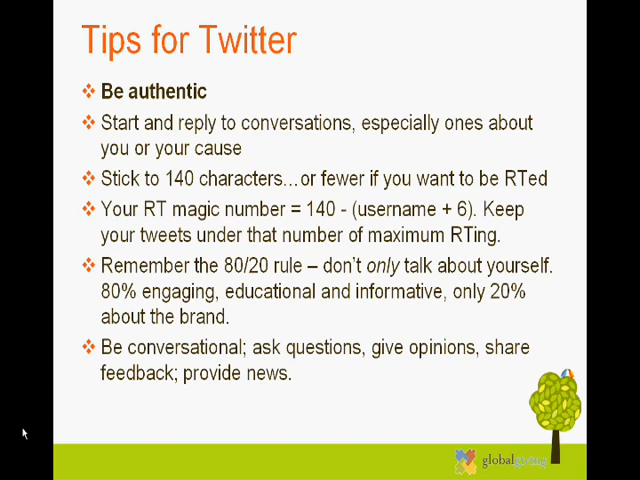 Tips for Twitter
Be authentic
Start and reply to conversations, especially ones about
you or your cause
Stick to 140 characters…or fewer if you want to be RTed
Your RT magic number = 140 - (username + 6). Keep
your tweets under that number of maximum RTing.
Remember the 80/20 rule – don't only talk about yourself.
80% engaging, educational and informative, only 20%
about the brand.
Be conversational; ask questions, give opinions, share
feedback; provide news.
globalgiving